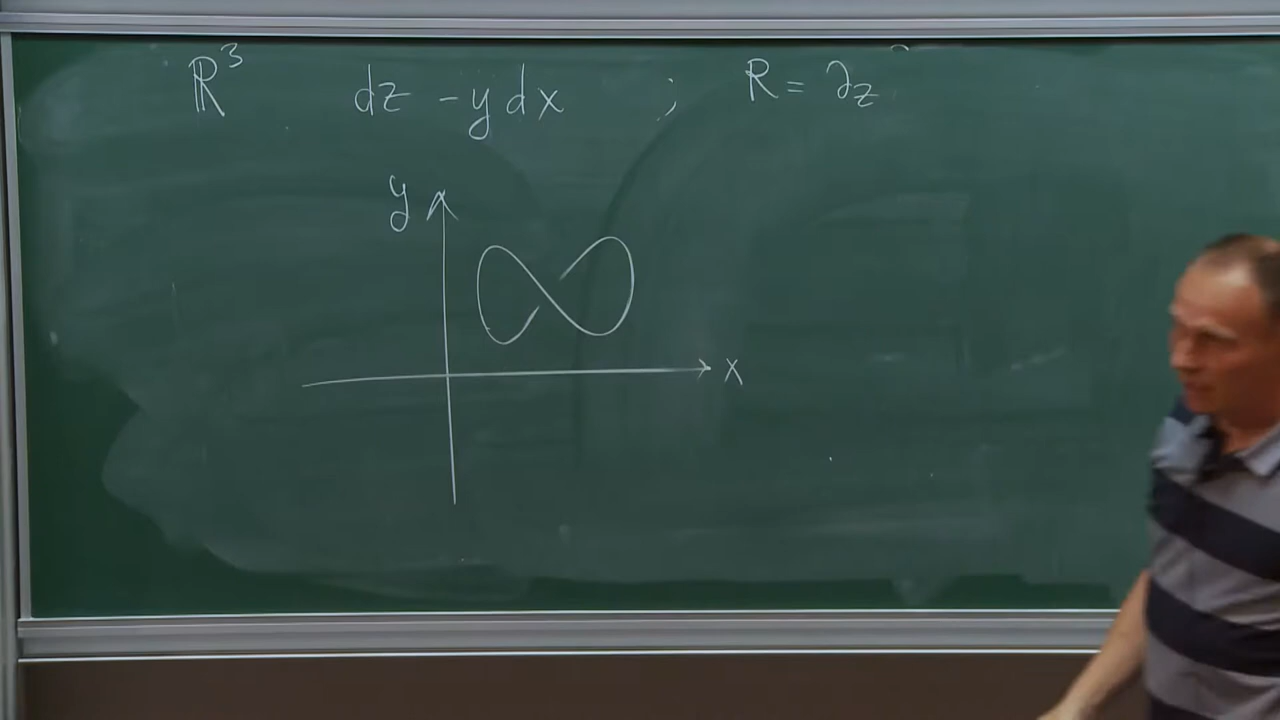 ℝ³ dz - y dx ; R = ∂z
y
x